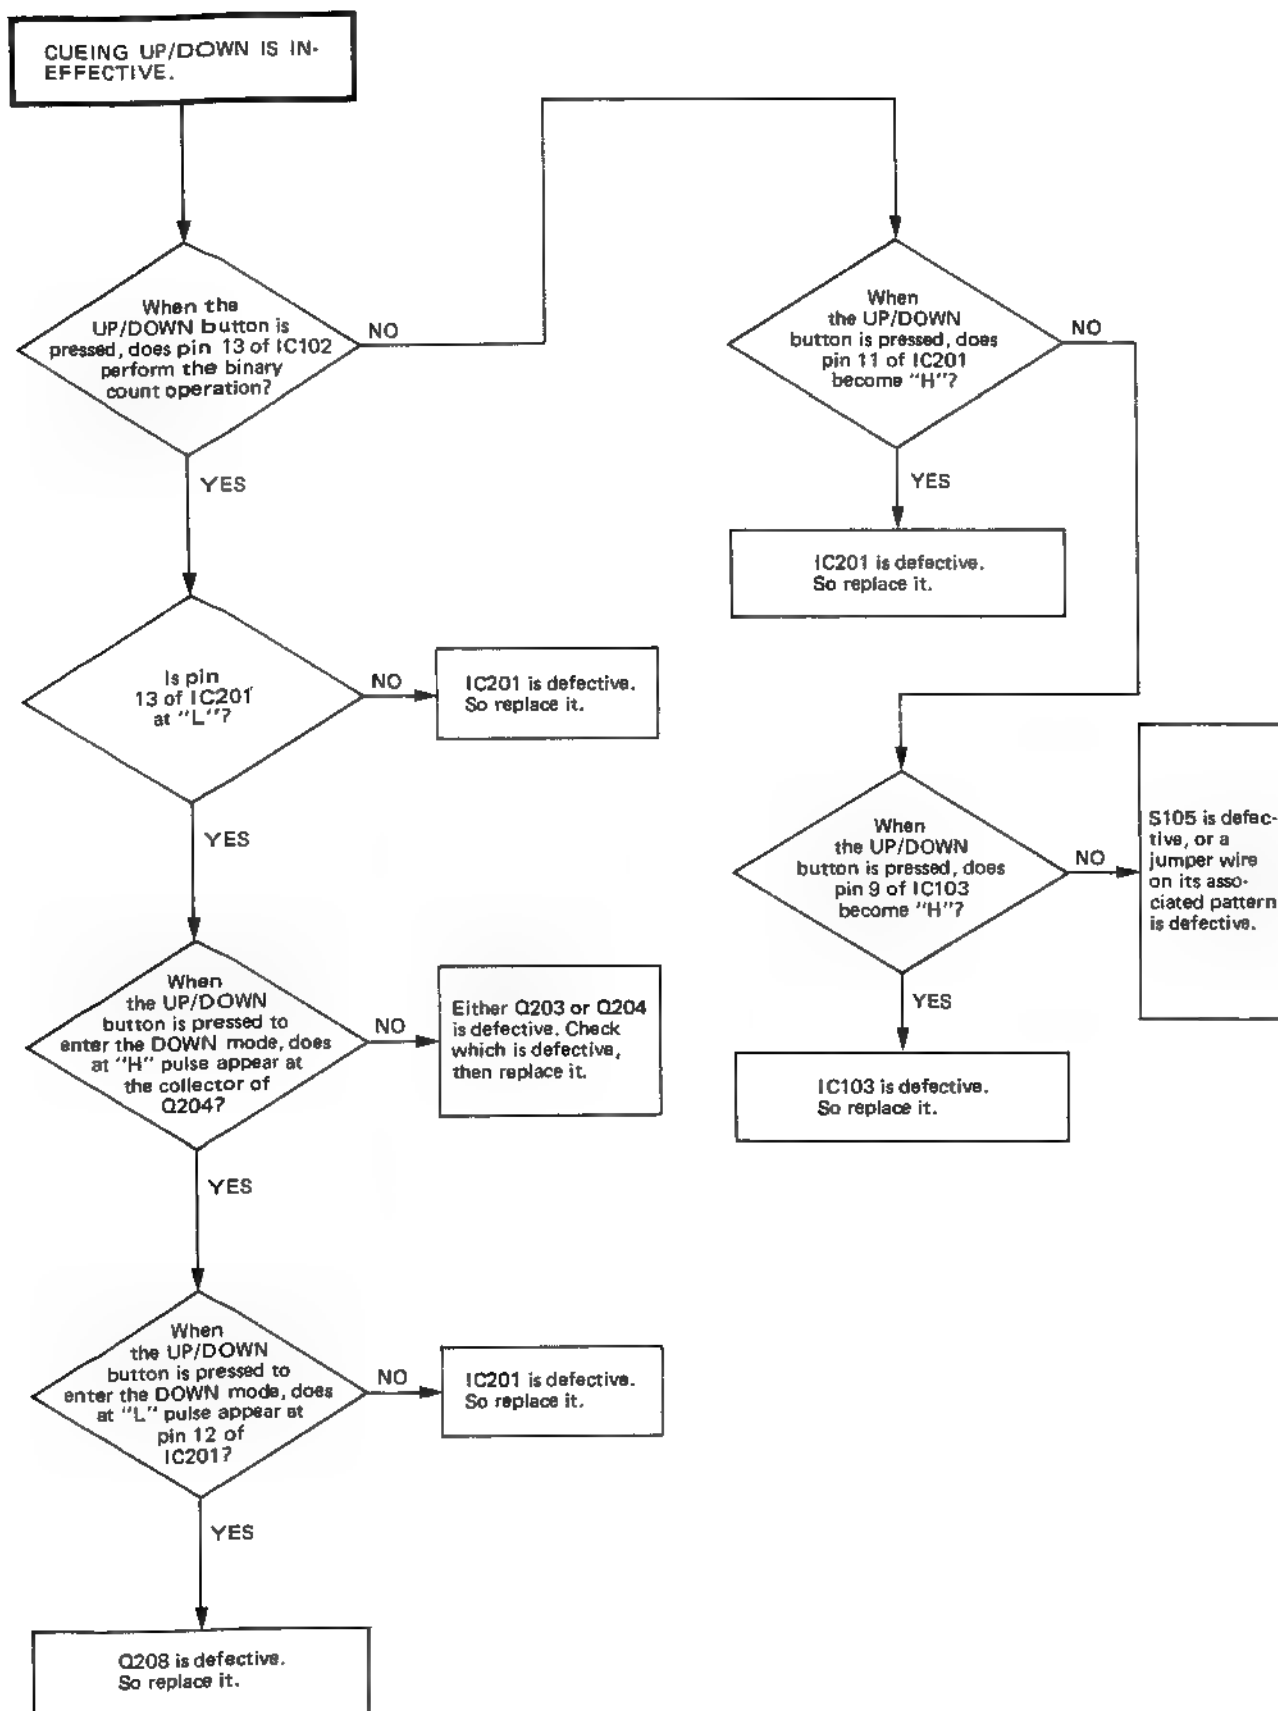 CUEING UP/DOWN IS IN-
EFFECTIVE.
When the
UP/DOWN button is
pressed, does pin 13 of IC102
perform the binary
count operation?
NO
YES
Is pin
13 of IC201
at "L"?
NO
IC201 is defective.
So replace it.
YES
When
the UP/DOWN
button is pressed to
enter the DOWN mode, does
at "H" pulse appear at
the collector of
Q204?
NO
Either Q203 or Q204
is defective. Check
which is defective,
then replace it.
YES
When
the UP/DOWN
button is pressed to
enter the DOWN mode, does
at "L" pulse appear at
pin 12 of
IC201?
NO
IC201 is defective.
So replace it.
YES
Q208 is defective.
So replace it.
When
the UP/DOWN
button is pressed, does
pin 11 of IC201
become "H"?
NO
YES
IC201 is defective.
So replace it.
When
the UP/DOWN
button is pressed, does
pin 9 of IC103
become "H"?
NO
S105 is defec-
tive, or a
jumper wire
on its asso-
ciated pattern
is defective.
YES
IC103 is defective.
So replace it.